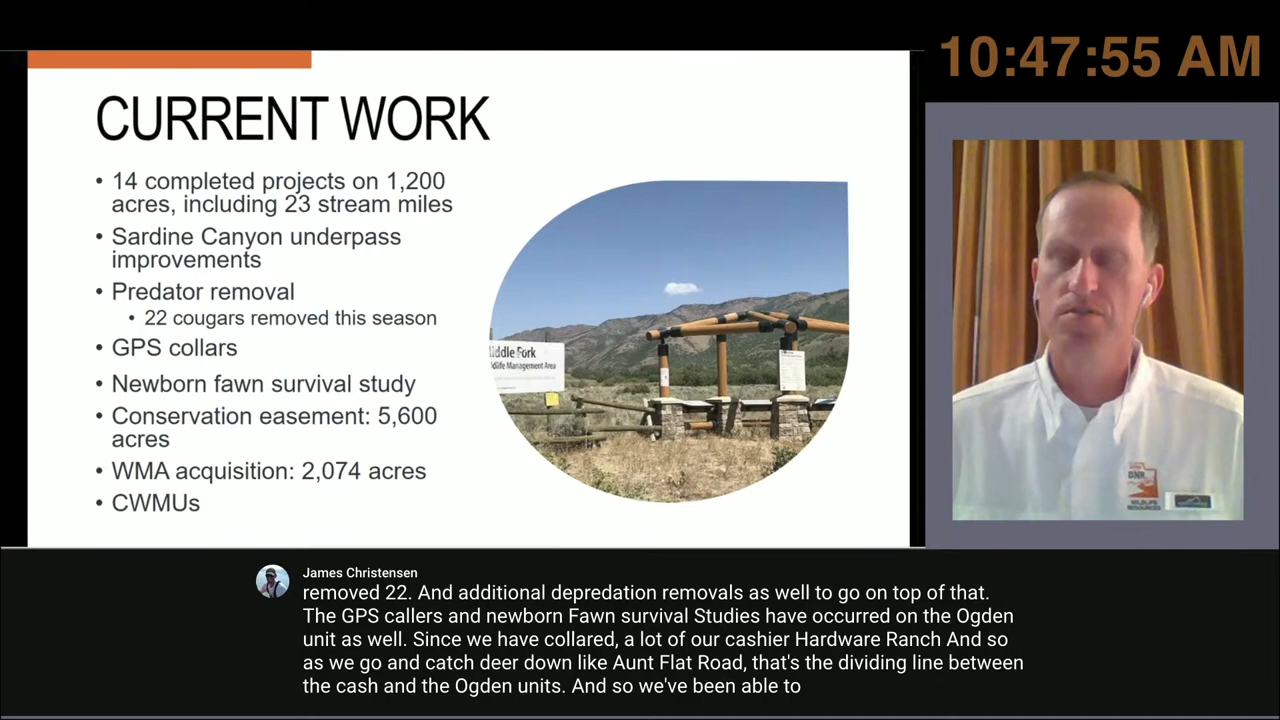 10:47:55 AM
CURRENT WORK
• 14 completed projects on 1,200
acres, including 23 stream miles
• Sardine Canyon underpass
improvements
• Predator removal
• 22 cougars removed this season
• GPS collars
• Newborn fawn survival study
• Conservation easement: 5,600
acres
• WMA acquisition: 2,074 acres
• CWMUs
iddle Fork
ldlife Management Area
DNR
WILDLIFE
RESOURCES
James Christensen
removed 22. And additional depredation removals as well to go on top of that.
The GPS callers and newborn Fawn survival Studies have occurred on the Ogden
unit as well. Since we have collared, a lot of our cashier Hardware Ranch And so
as we go and catch deer down like Aunt Flat Road, that's the dividing line between
the cash and the Ogden units. And so we've been able to